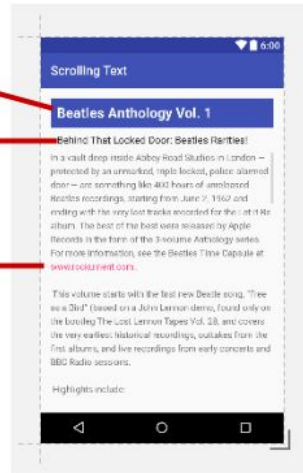 6:00
Scrolling Text
Beatles Anthology Vol. 1
Behind That Locked Door: Beatles Rarities!
In a vault deep inside Abbey Road Studios in London —
protected by an unmarked, triple-locked, police-alarmed
door — are something like 400 hours of unreleased
Beatles recordings, starting from June 2, 1962 and
ending with the very last tracks recorded for the Let It Be
album. The best of the best were released by Apple
Records in the form of the 3-volume Anthology series.
For more information, see the Beatles Time Capsule at
www.rockument.com.
This volume starts with the first new Beatle song, "Free
as a Bird" (based on a John Lennon demo, found only on
the bootleg The Lost Lennon Tapes Vol. 28, and covers
the very earliest historical recordings, outtakes from the
first albums, and live recordings from early concerts and
BBC Radio sessions.
Highlights include: